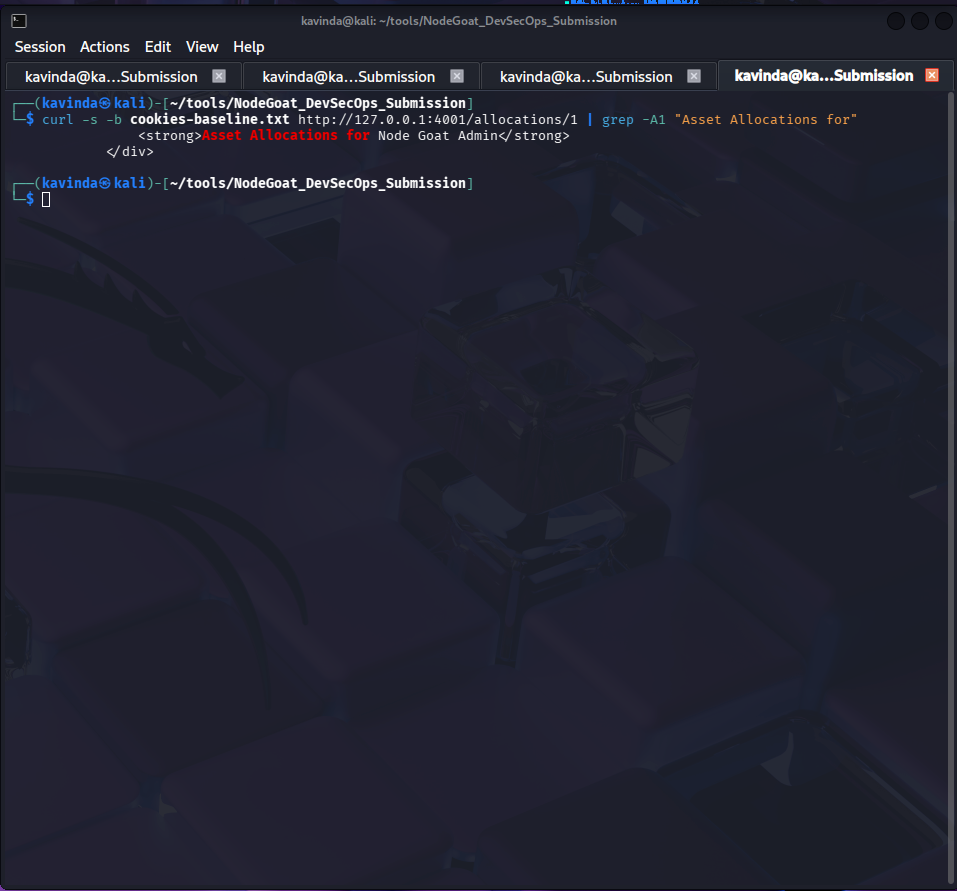 kavinda@kali: ~/tools/NodeGoat_DevSecOps_Submission
Session Actions Edit View Help
kavinda@ka...Submission kavinda@ka...Submission kavinda@ka...Submission kavinda@ka...Submission
┌──(kavinda㉿kali)-[~/tools/NodeGoat_DevSecOps_Submission]
└─$ curl -s -b cookies-baseline.txt http://127.0.0.1:4001/allocations/1 | grep -A1 "Asset Allocations for"
<strong>Asset Allocations for Node Goat Admin</strong>
</div>
┌──(kavinda㉿kali)-[~/tools/NodeGoat_DevSecOps_Submission]
└─$